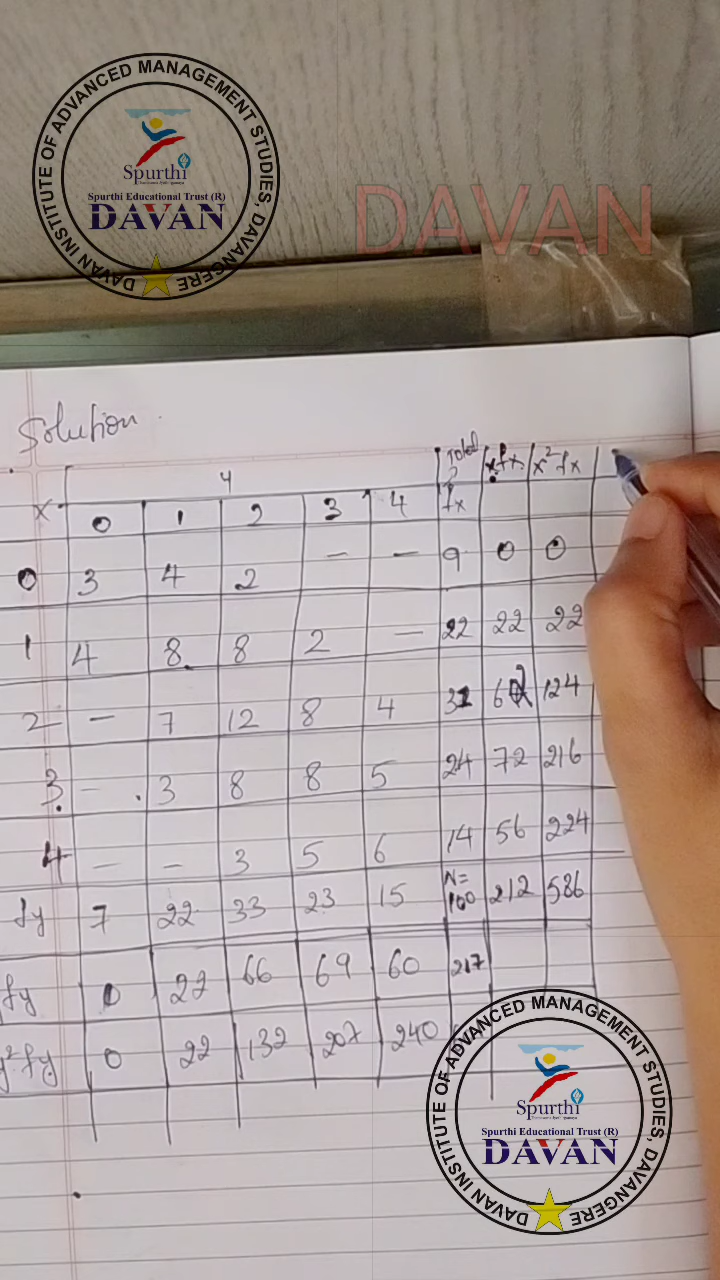 DAVAN INSTITUTE OF ADVANCED MANAGEMENT STUDIES, DAVANGERE
Spurthi
Spurthi Educational Trust (R)
DAVAN
DAVAN
Solution
y Total xfx x² fx
x 0 1 2 3 4 fx
0 3 4 2 — — 9 0 0
1 4 8 8 2 — 22 22 22
2 — 7 12 8 4 31 62 124
3 - 3 8 8 5 24 72 216
4 — — 3 5 6 14 56 224
fy 7 22 33 23 15 N= 100 212 586
fy 0 22 66 69 60 217
y² fy 0 22 132 207 240
DAVAN INSTITUTE OF ADVANCED MANAGEMENT STUDIES, DAVANGERE
Spurthi
Spurthi Educational Trust (R)
DAVAN